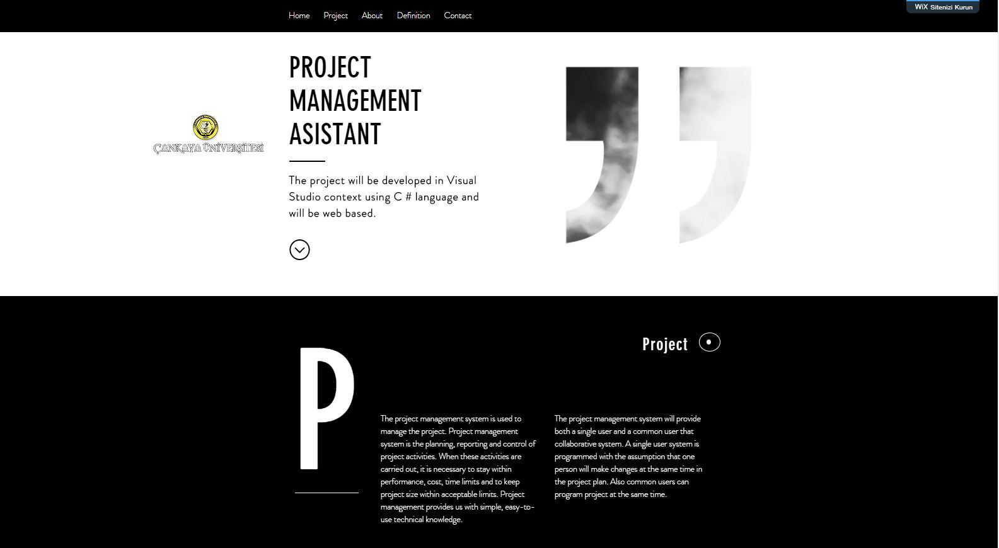 Home Project About Definition Contact
WiX Sitenizi Kurun
PROJECT
MANAGEMENT
ASISTANT
ÇANKAYA ÜNİVERSİTESİ
The project will be developed in Visual
Studio context using C # language and
will be web based.
Project
P
The project management system is used to
manage the project. Project management
system is the planning, reporting and control of
project activities. When these activities are
carried out, it is necessary to stay within
performance, cost, time limits and to keep
project size within acceptable limits. Project
management provides us with simple, easy-to-
use technical knowledge.
The project management system will provide
both a single user and a common user that
collaborative system. A single user system is
programmed with the assumption that one
person will make changes at the same time in
the project plan. Also common users can
program project at the same time.